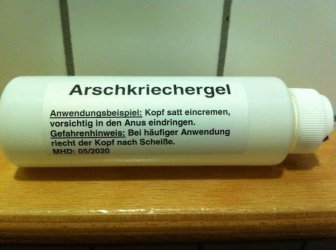 Arschkriechergel
Anwendungsbeispiel: Kopf satt eincremen,
vorsichtig in den Anus eindringen.
Gefahrenhinweis: Bei häufiger Anwendung
riecht der Kopf nach Scheiße.
MHD: 05/2020